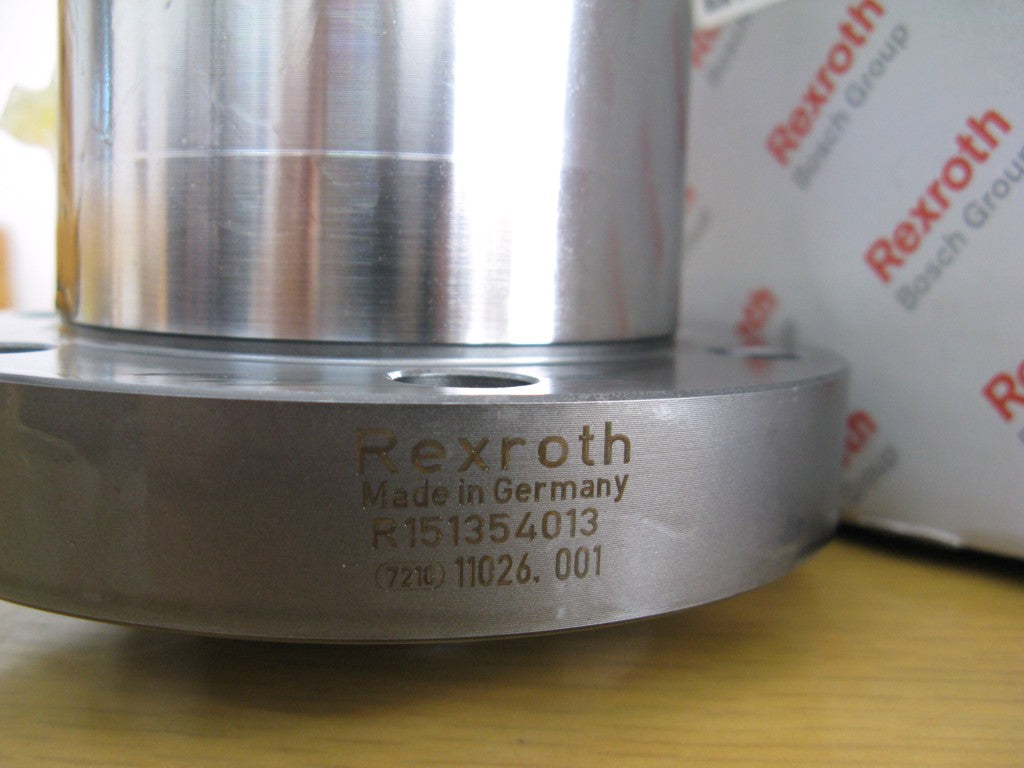 Rexroth
Bosch Group
Rexroth
Bosch Group
Rexroth
Made in Germany
R151354013
(7210) 11026. 001